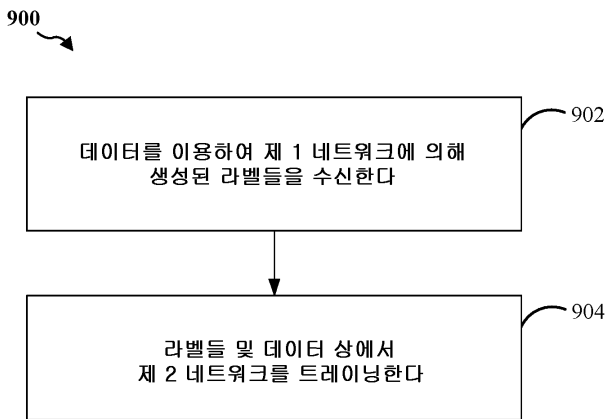 900
902
데이터를 이용하여 제 1 네트워크에 의해
생성된 라벨들을 수신한다
904
라벨들 및 데이터 상에서
제 2 네트워크를 트레이닝한다